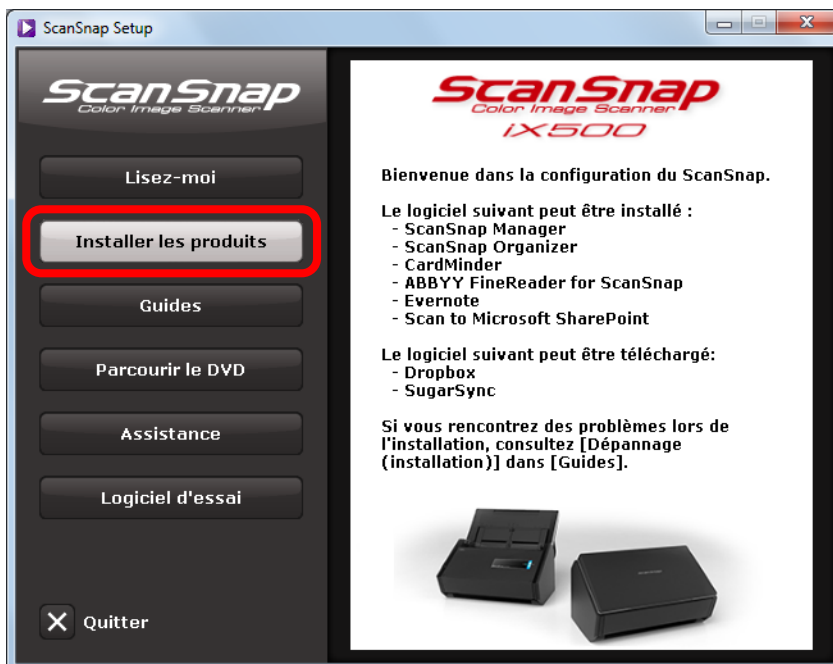 ScanSnap Setup
ScanSnap
Color Image Scanner
Lisez-moi
Installer les produits
Guides
Parcourir le DVD
Assistance
Logiciel d'essai
Quitter
ScanSnap
Color Image Scanner
iX500
Bienvenue dans la configuration du ScanSnap.
Le logiciel suivant peut être installé :
- ScanSnap Manager
- ScanSnap Organizer
- CardMinder
- ABBYY FineReader for ScanSnap
- Evernote
- Scan to Microsoft SharePoint
Le logiciel suivant peut être téléchargé:
- Dropbox
- SugarSync
Si vous rencontrez des problèmes lors de
l'installation, consultez [Dépannage
(installation)] dans [Guides].